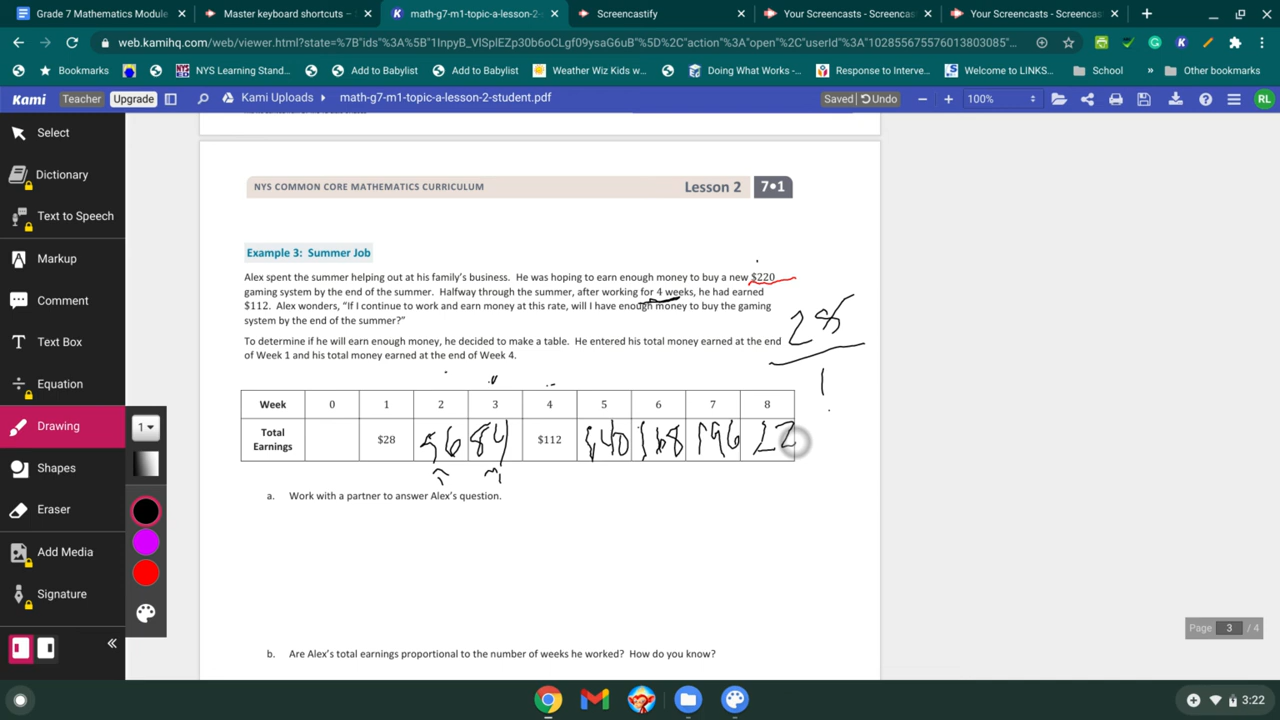 Google 7 Mathematics Module
Master keyboard shortcuts –
math-g7-m1-topic-a-lesson-2-
Screencastify
Your Screencasts - Screencas
Your Screencasts - Screencas
web.kamihq.com/web/viewer.html?state=%7B"ids"%3A%5B"1InpyB_VlSplEZp30b6oCLgf09ysaG6uB"%5D%2C"action"%3A"open"%2C"userId"%3A"102855675576013803085"...
Bookmarks
NYS Learning Stand...
Add to Babylist
Add to Babylist
Weather Wiz Kids w...
Doing What Works -...
Response to Interve...
Welcome to LINKS...
School
»
Other bookmarks
Kami
Teacher
Upgrade
Kami Uploads
math-g7-m1-topic-a-lesson-2-student.pdf
Saved
Undo
100%
RL
Select
Dictionary
Text to Speech
Markup
Comment
Text Box
Equation
Drawing
Shapes
Eraser
Add Media
Signature
1
NYS COMMON CORE MATHEMATICS CURRICULUM
Lesson 2
7•1
Example 3: Summer Job
Alex spent the summer helping out at his family's business. He was hoping to earn enough money to buy a new $220
gaming system by the end of the summer. Halfway through the summer, after working for 4 weeks, he had earned
$112. Alex wonders, "If I continue to work and earn money at this rate, will I have enough money to buy the gaming
system by the end of the summer?"
To determine if he will earn enough money, he decided to make a table. He entered his total money earned at the end
of Week 1 and his total money earned at the end of Week 4.
28
1
Week 0 1 2 3 4 5 6 7 8
Total Earnings $28 56 84 $112 140 168 196 22
a. Work with a partner to answer Alex's question.
b. Are Alex's total earnings proportional to the number of weeks he worked? How do you know?
Page 3 / 4
3:22